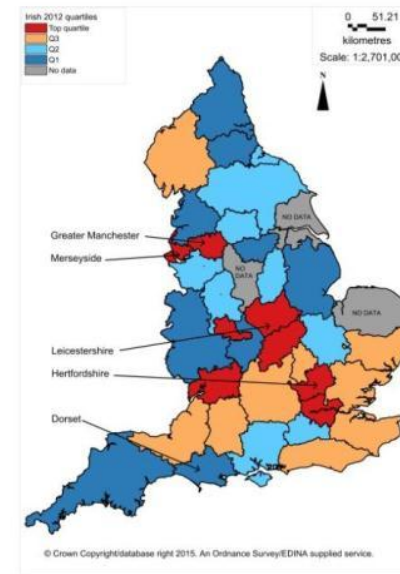 Irish 2012 quartiles
Top quartile
Q3
Q2
Q1
No data
0 51.21
kilometres
Scale: 1:2,701,00
N
NO DATA
Greater Manchester
Merseyside
NO
DATA
NO DATA
Leicestershire
Hertfordshire
Dorset
© Crown Copyright/database right 2015. An Ordnance Survey/EDINA supplied service.